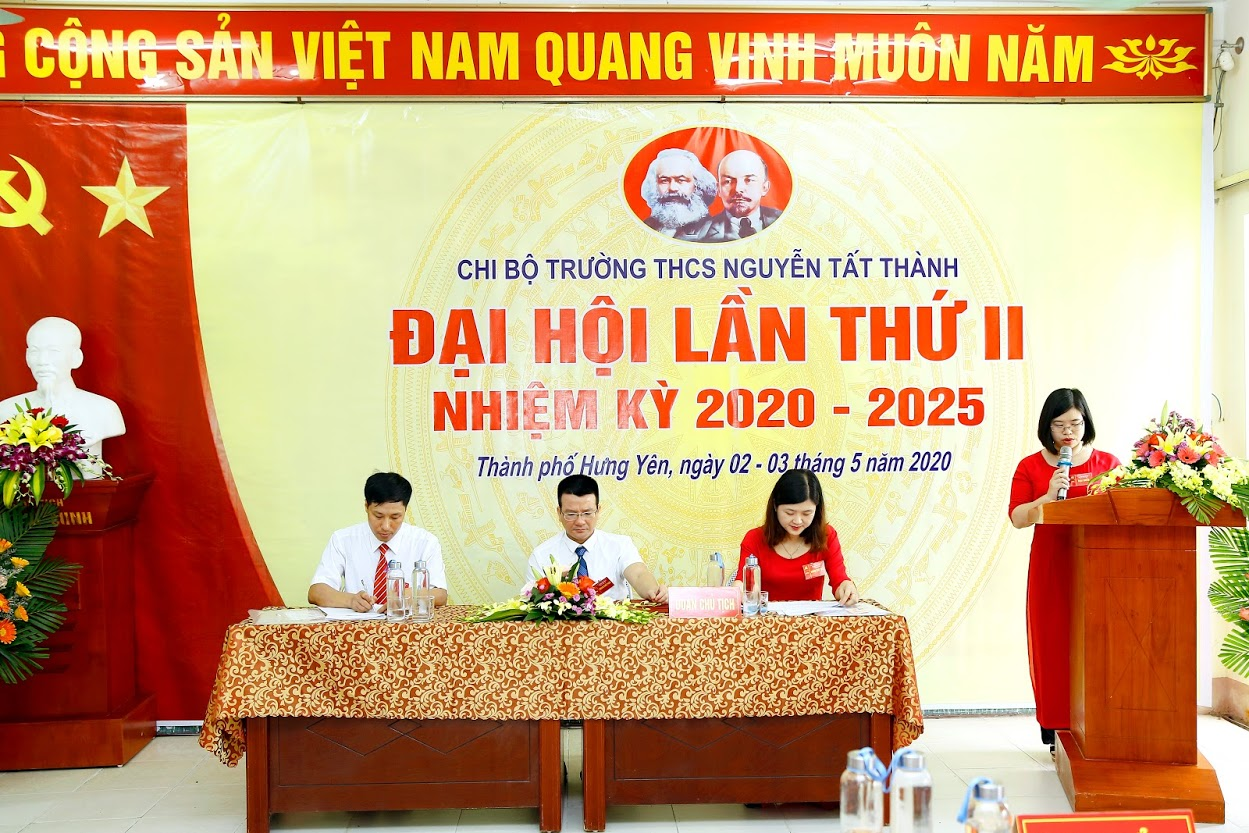 CỘNG SẢN VIỆT NAM QUANG VINH MUÔN NĂM
CHI BỘ TRƯỜNG THCS NGUYỄN TẤT THÀNH
ĐẠI HỘI LẦN THỨ II
NHIỆM KỲ 2020 - 2025
Thành phố Hưng Yên, ngày 02 - 03 tháng 5 năm 2020
ĐOÀN CHỦ TỊCH